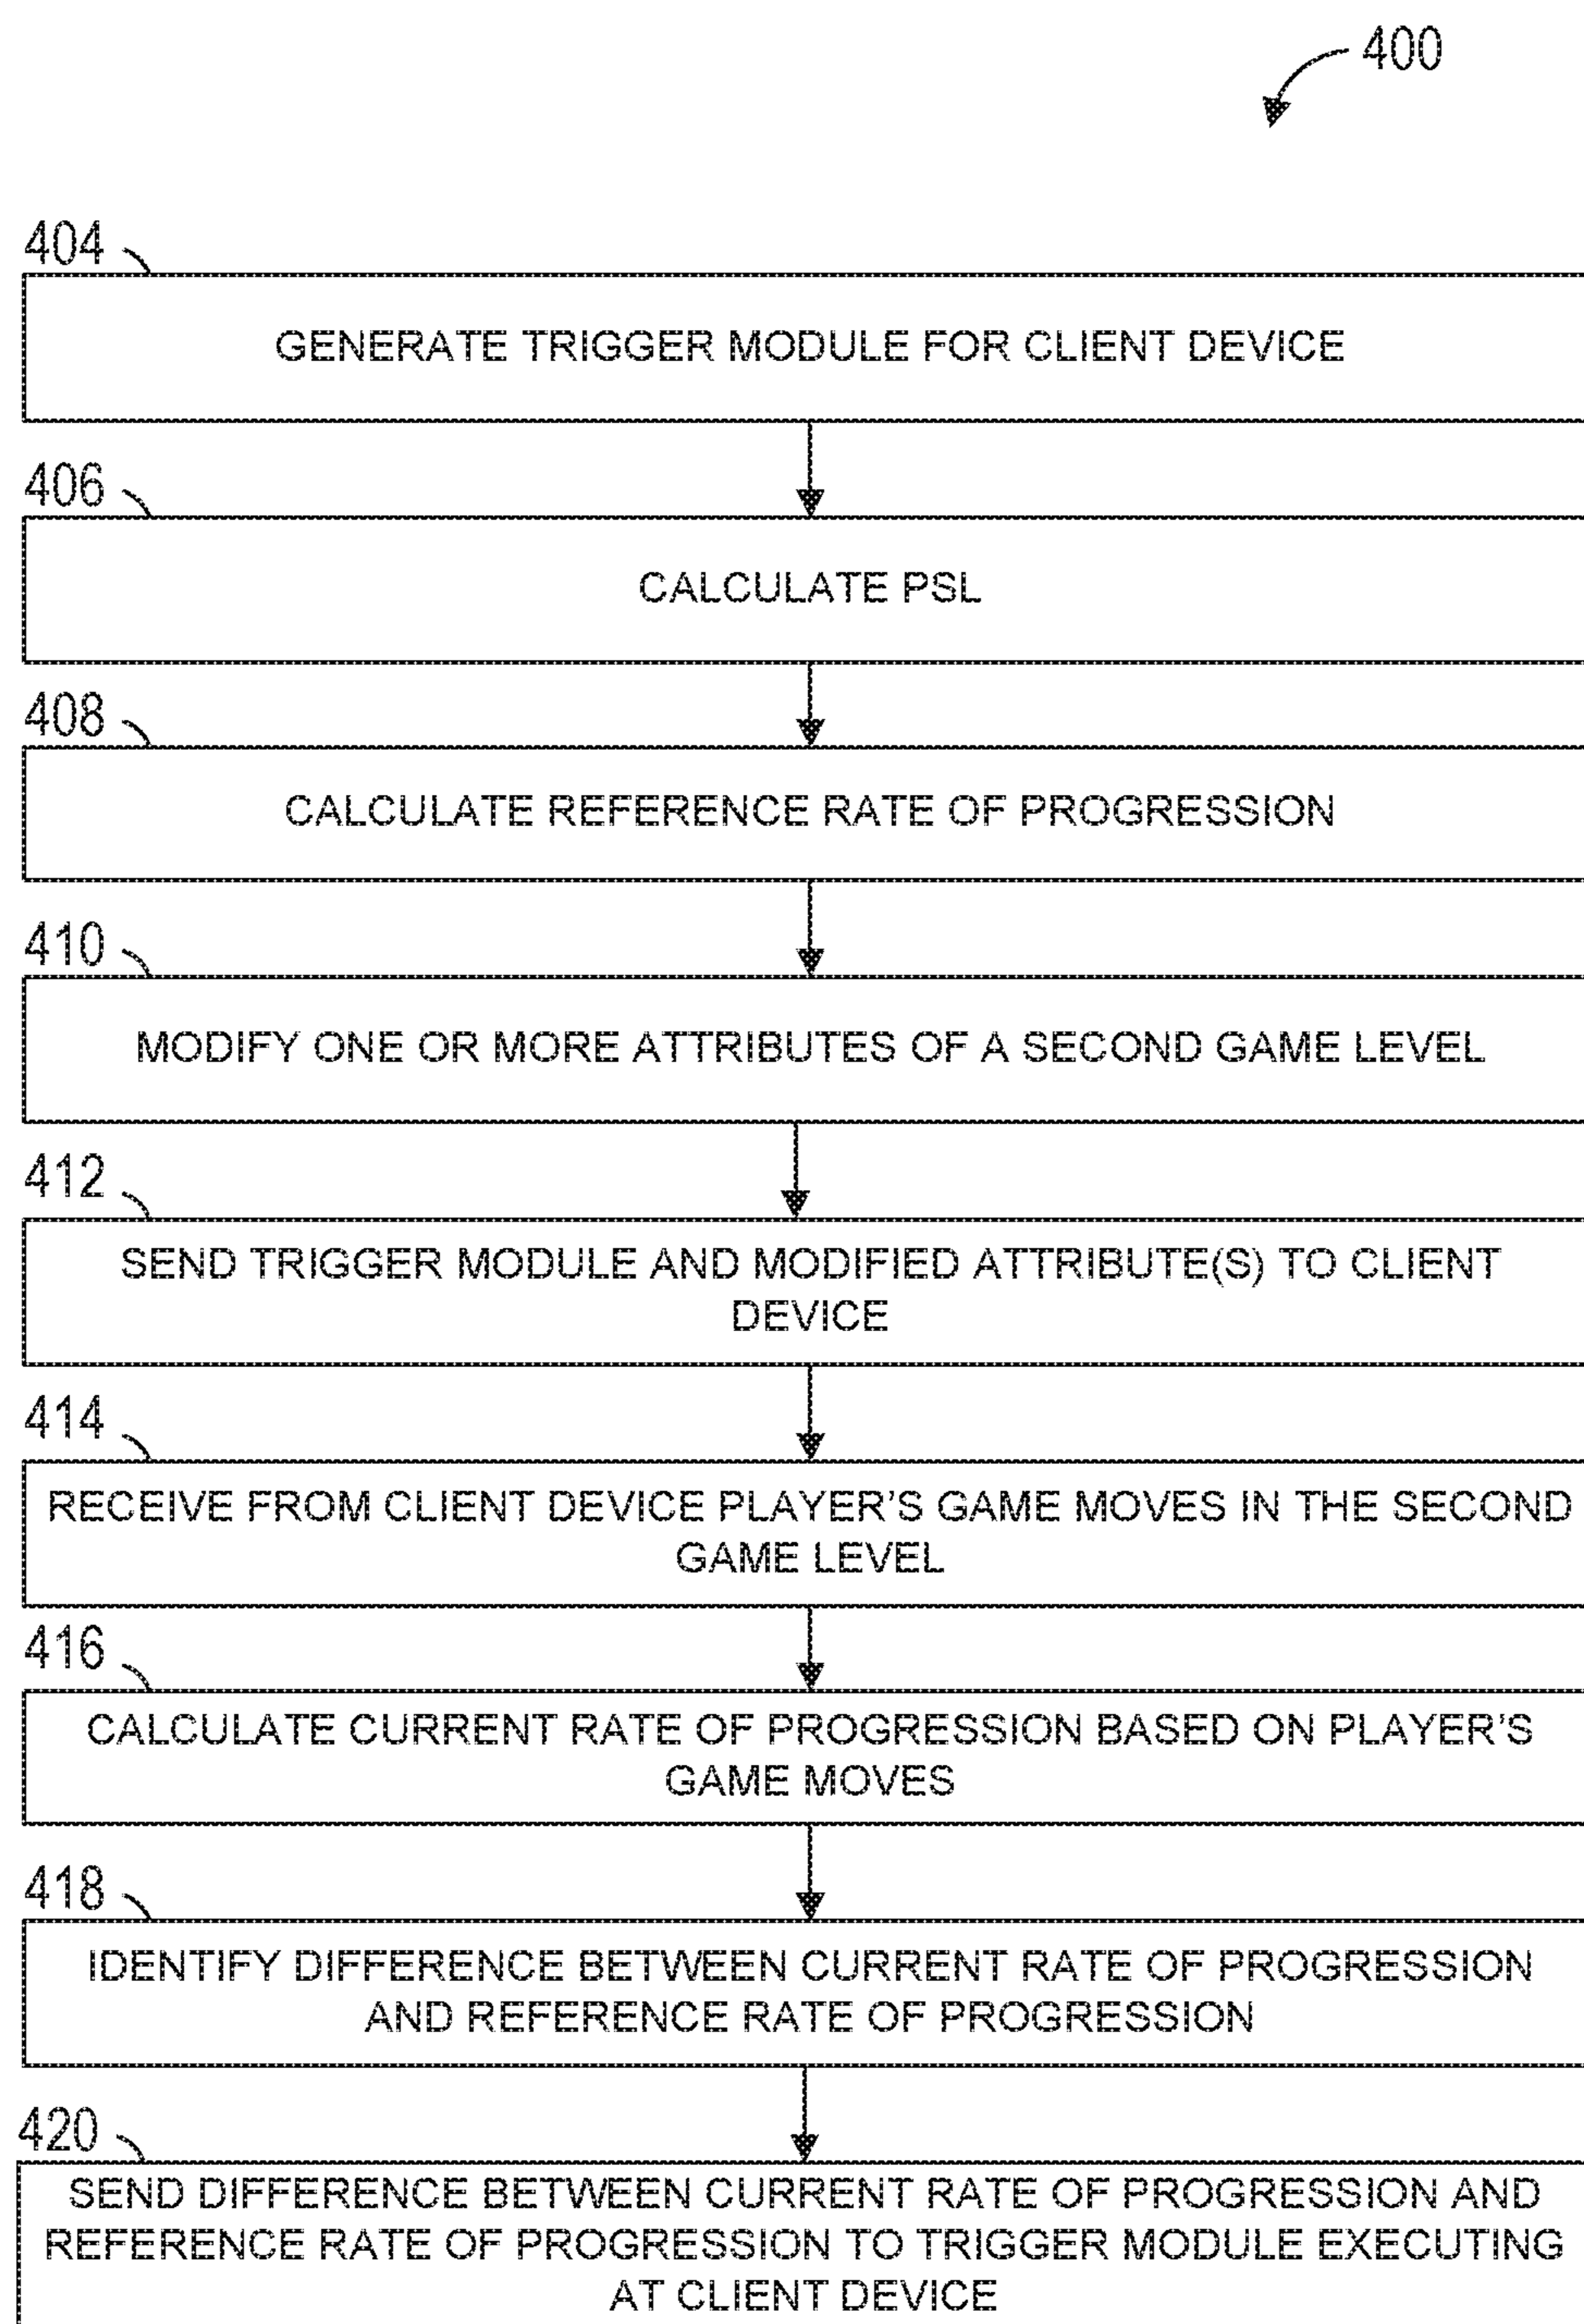 400
404
GENERATE TRIGGER MODULE FOR CLIENT DEVICE
406
CALCULATE PSL
408
CALCULATE REFERENCE RATE OF PROGRESSION
410
MODIFY ONE OR MORE ATTRIBUTES OF A SECOND GAME LEVEL
412
SEND TRIGGER MODULE AND MODIFIED ATTRIBUTE(S) TO CLIENT
DEVICE
414
RECEIVE FROM CLIENT DEVICE PLAYER'S GAME MOVES IN THE SECOND
GAME LEVEL
416
CALCULATE CURRENT RATE OF PROGRESSION BASED ON PLAYER'S
GAME MOVES
418
IDENTIFY DIFFERENCE BETWEEN CURRENT RATE OF PROGRESSION
AND REFERENCE RATE OF PROGRESSION
420
SEND DIFFERENCE BETWEEN CURRENT RATE OF PROGRESSION AND
REFERENCE RATE OF PROGRESSION TO TRIGGER MODULE EXECUTING
AT CLIENT DEVICE